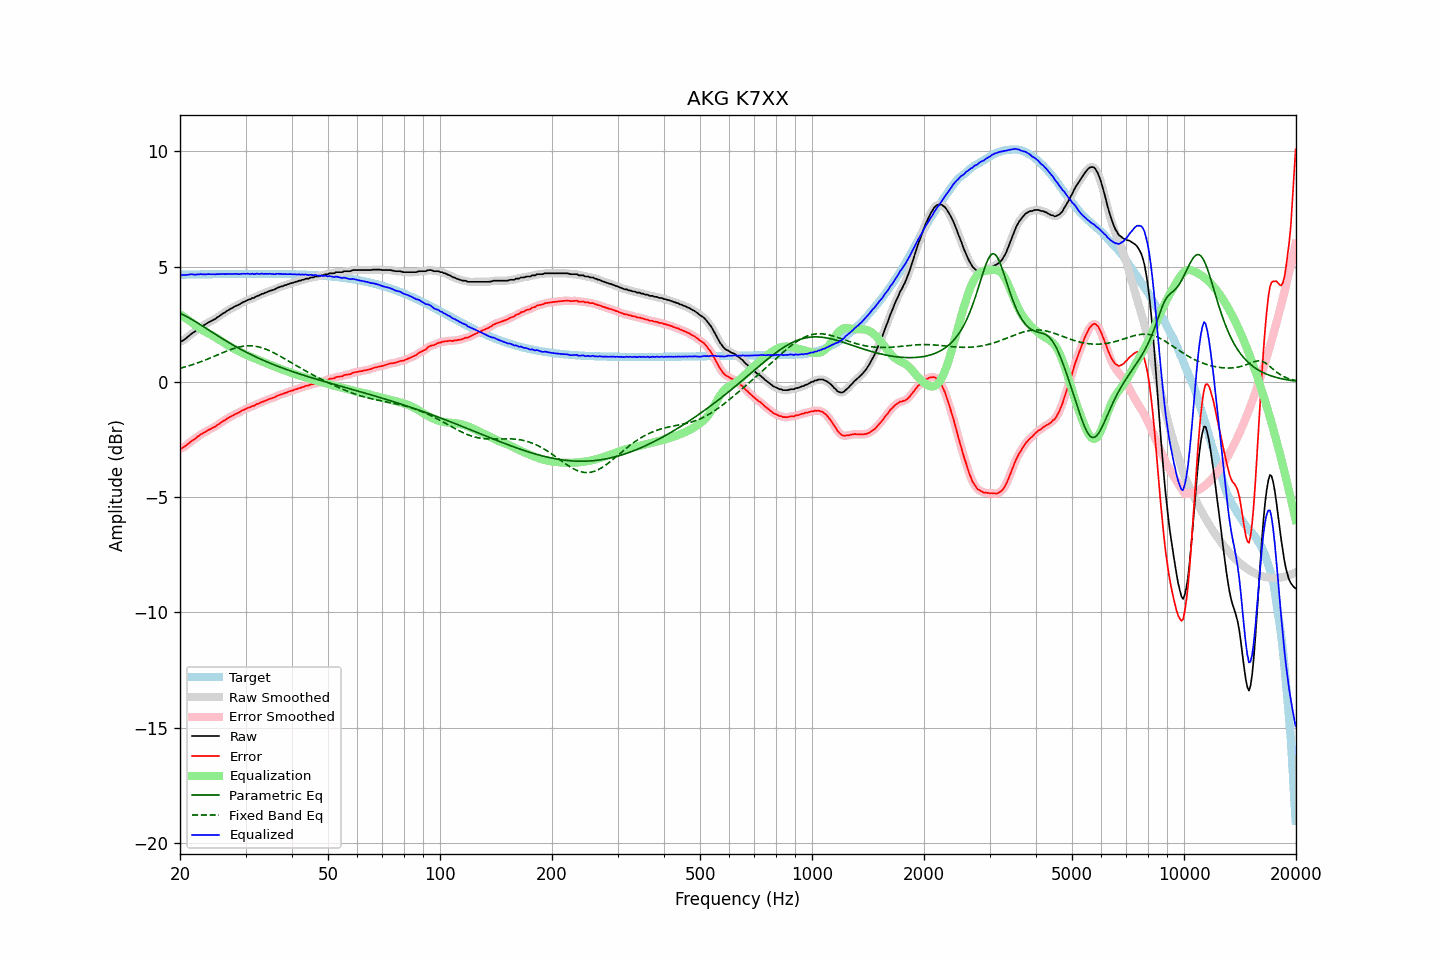 AKG K7XX
Amplitude (dBr)
10
5
0
−5
−10
−15
−20
Target
Raw Smoothed
Error Smoothed
Raw
Error
Equalization
Parametric Eq
Fixed Band Eq
Equalized
20 50 100 200 500 1000 2000 5000 10000 20000
Frequency (Hz)